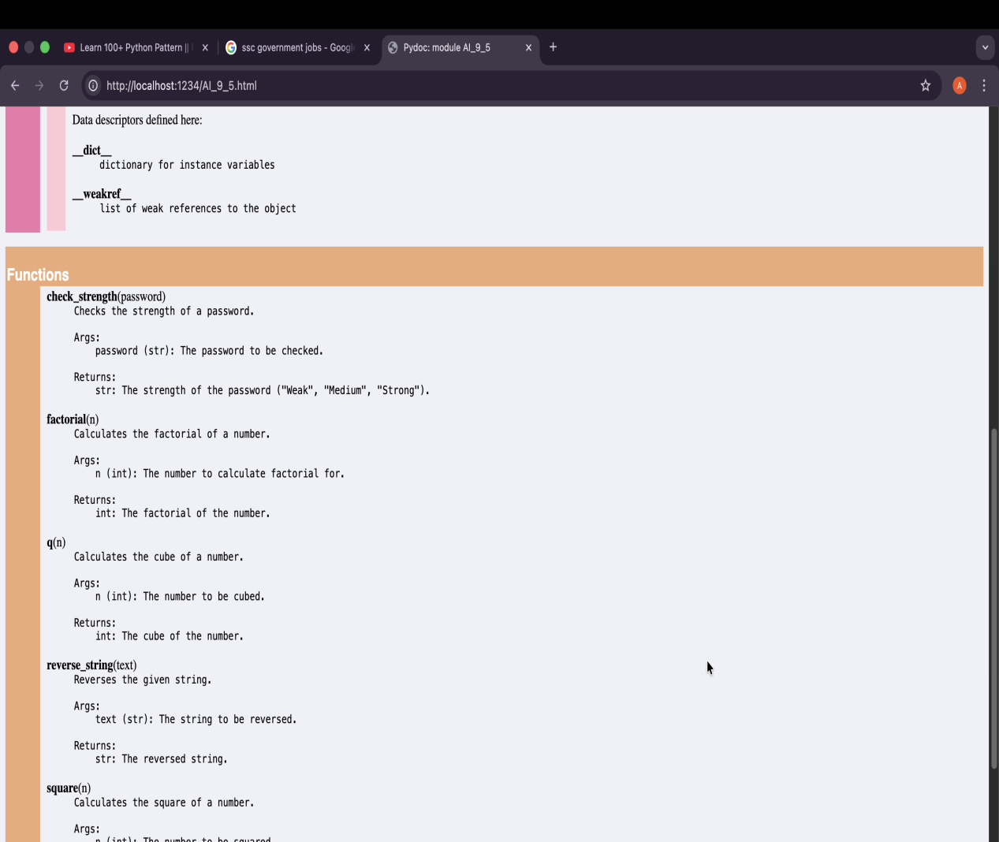 Learn 100+ Python Pattern ||
ssc government jobs - Googl
Pydoc: module AI_9_5
http://localhost:1234/AI_9_5.html
A
Data descriptors defined here:
__dict__
dictionary for instance variables
__weakref__
list of weak references to the object
Functions
check_strength(password)
Checks the strength of a password.
Args:
password (str): The password to be checked.
Returns:
str: The strength of the password ("Weak", "Medium", "Strong").
factorial(n)
Calculates the factorial of a number.
Args:
n (int): The number to calculate factorial for.
Returns:
int: The factorial of the number.
q(n)
Calculates the cube of a number.
Args:
n (int): The number to be cubed.
Returns:
int: The cube of the number.
reverse_string(text)
Reverses the given string.
Args:
text (str): The string to be reversed.
Returns:
str: The reversed string.
square(n)
Calculates the square of a number.
Args:
n (int): The number to be squared